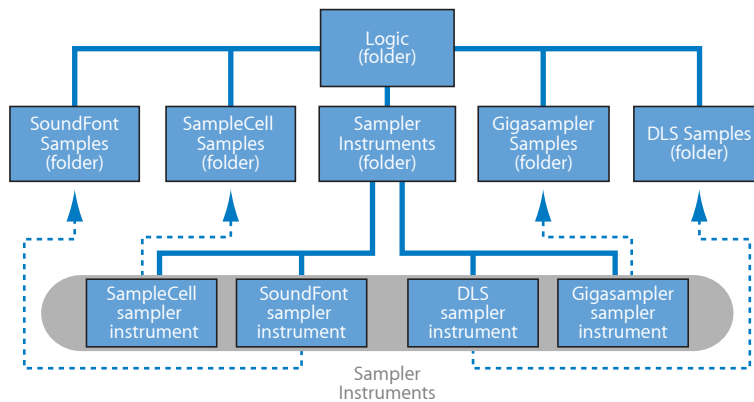 Logic
(folder)
SoundFont
Samples
(folder)
SampleCell
Samples
(folder)
Sampler
Instruments
(folder)
Gigasampler
Samples
(folder)
DLS Samples
(folder)
SampleCell
sampler
instrument
SoundFont
sampler
instrument
DLS
sampler
instrument
Gigasampler
sampler
instrument
Sampler
Instruments